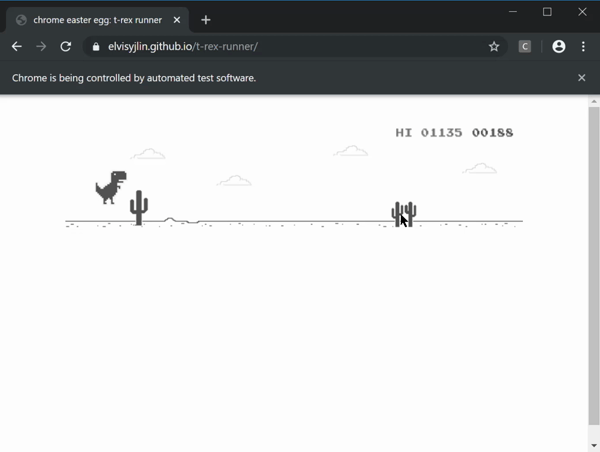 chrome easter egg: t-rex runner
elvisyjlin.github.io/t-rex-runner/
C
Chrome is being controlled by automated test software.
HI 01135 00188